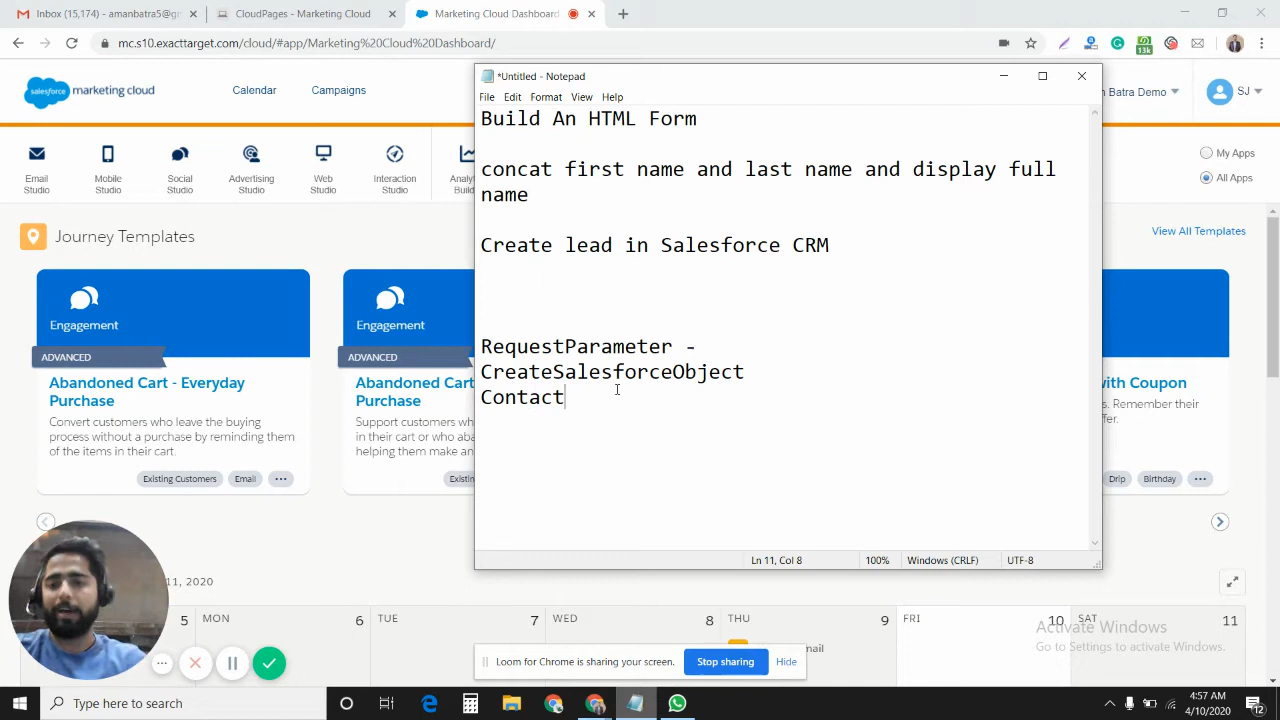 Inbox (15,174) - amanbatra5@g
CloudPages - Marketing Cloud
Marketing Cloud Dashboard
mc.s10.exacttarget.com/cloud/#app/Marketing%20Cloud%20Dashboard/
13k
salesforce marketing cloud
Calendar
Campaigns
Batra Demo
SJ
Email Studio
Mobile Studio
Social Studio
Advertising Studio
Web Studio
Interaction Studio
My Apps
All Apps
*Untitled - Notepad
File Edit Format View Help
Build An HTML Form
concat first name and last name and display full
name
Create lead in Salesforce CRM
RequestParameter -
CreateSalesforceObject
Contact
Ln 11, Col 8
100%
Windows (CRLF)
UTF-8
Journey Templates
View All Templates
Engagement
ADVANCED
Abandoned Cart - Everyday
Purchase
Convert customers who leave the buying
process without a purchase by reminding them
of the items in their cart.
Existing Customers
Email
...
Engagement
ADVANCED
Abandoned Cart
Purchase
Support customers
in their cart or who
helping them make
with Coupon
Remember their
Drip
Birthday
...
11, 2020
5
MON
6
TUE
7
WED
8
THU
9
FRI
10
SAT
11
Activate Windows
Go to Settings to activate Windows.
Loom for Chrome is sharing your screen.
Stop sharing
Hide
Type here to search
4:57 AM
4/10/2020
12